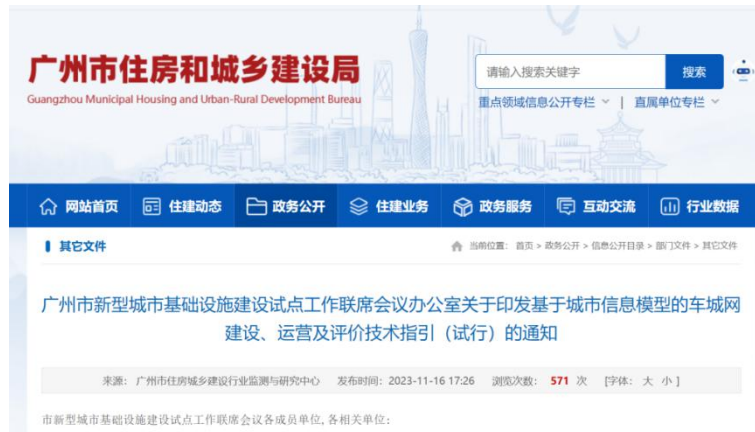 广州市住房和城乡建设局
Guangzhou Municipal Housing and Urban-Rural Development Bureau
请输入搜索关键字 搜索
重点领域信息公开专栏 | 直属单位专栏
网站首页 住建动态 政务公开 住建业务 政务服务 互动交流 行业数据
其它文件 当前位置: 首页 > 政务公开 > 信息公开目录 > 部门文件 > 其它文件
广州市新型城市基础设施建设试点工作联席会议办公室关于印发基于城市信息模型的车城网
建设、运营及评价技术指引（试行）的通知
来源: 广州市住房城乡建设行业监测与研究中心 发布时间: 2023-11-16 17:26 浏览次数: 571 次 [字体: 大 小 ]
市新型城市基础设施建设试点工作联席会议各成员单位, 各相关单位: